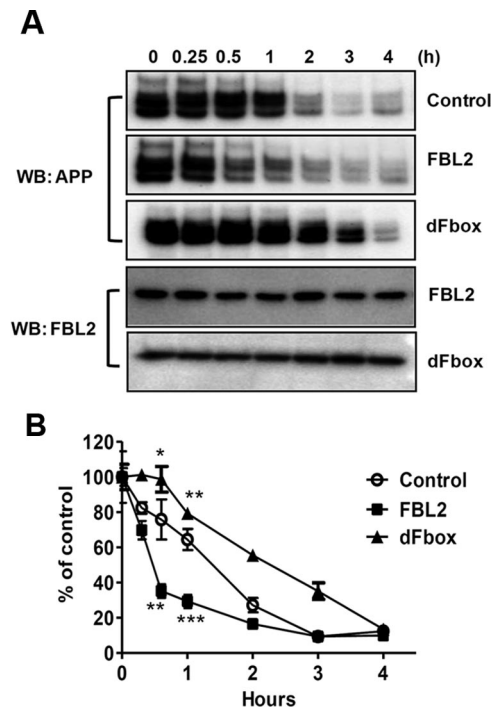 A
0 0.25 0.5 1 2 3 4 (h)
Control
WB: APP
FBL2
dFbox
WB: FBL2
FBL2
dFbox
B
% of control
120
100
80
60
40
20
0
*
**
**
***
Control
FBL2
dFbox
0 1 2 3 4
Hours